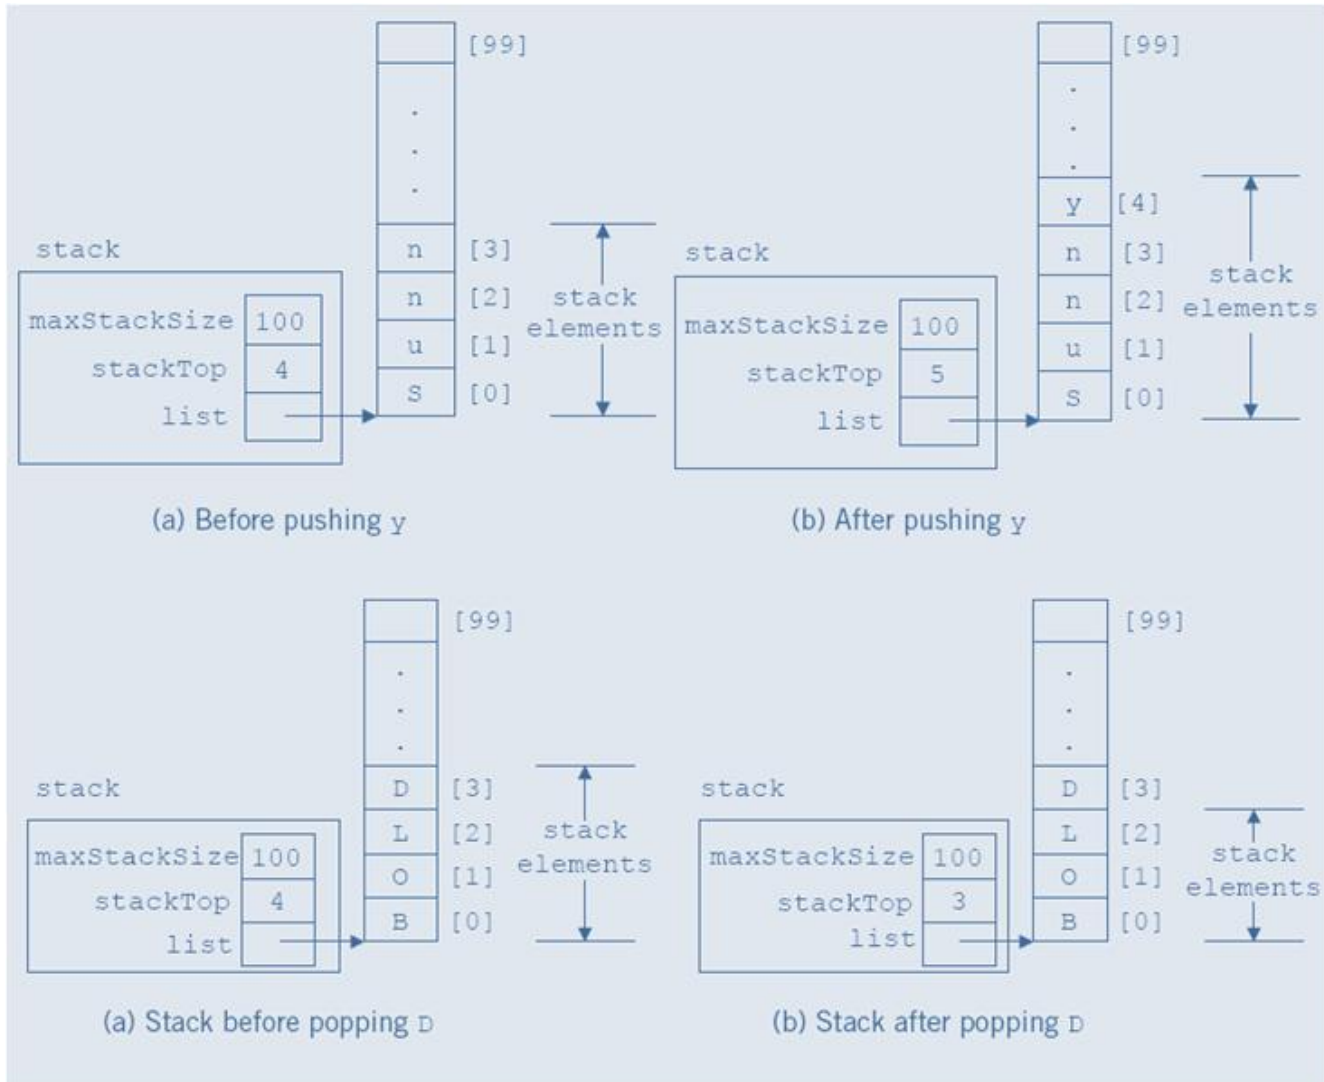 [99]
.
.
.
stack
n [3]
n [2]
u [1]
S [0]
maxStackSize 100
stackTop 4
list
stack
elements
(a) Before pushing y
[99]
.
.
.
stack
y [4]
n [3]
n [2]
u [1]
S [0]
maxStackSize 100
stackTop 5
list
stack
elements
(b) After pushing y
[99]
.
.
.
stack
D [3]
L [2]
O [1]
B [0]
maxStackSize 100
stackTop 4
list
stack
elements
(a) Stack before popping D
[99]
.
.
.
stack
D [3]
L [2]
O [1]
B [0]
maxStackSize 100
stackTop 3
list
stack
elements
(b) Stack after popping D